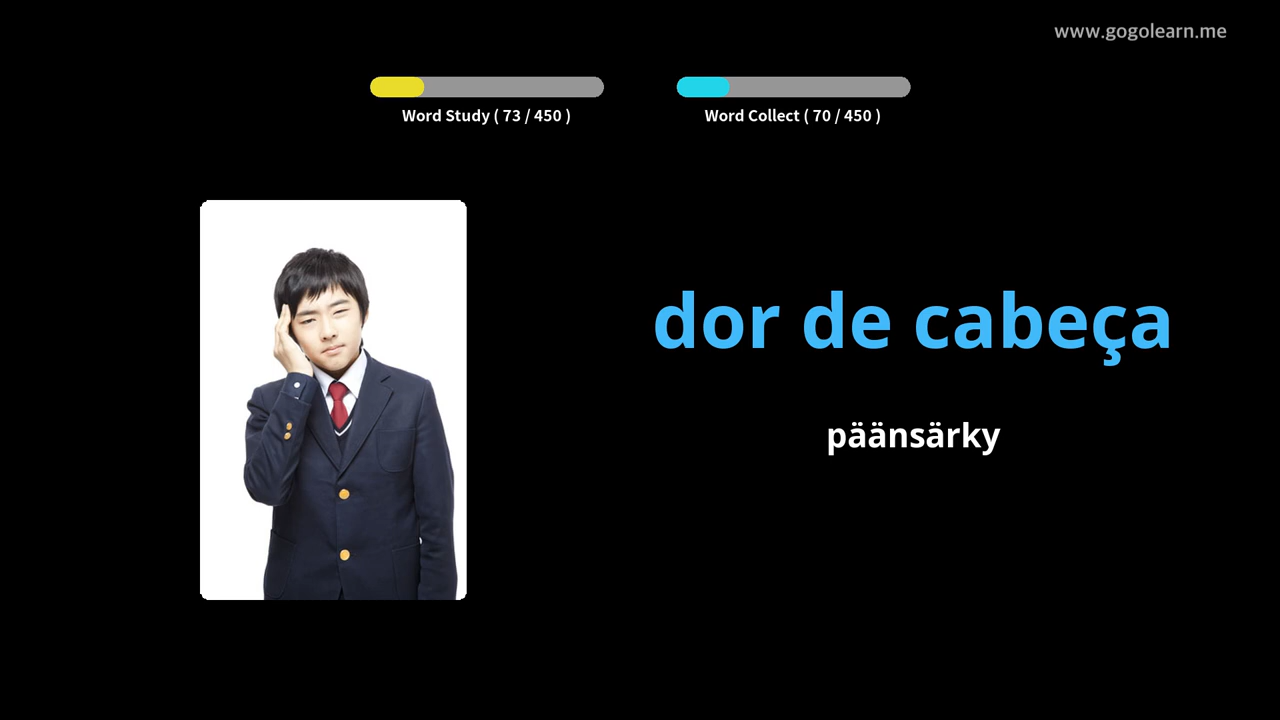 www.gogolearn.me
Word Study ( 73 / 450 )
Word Collect ( 70 / 450 )
dor de cabeça
päänsärky